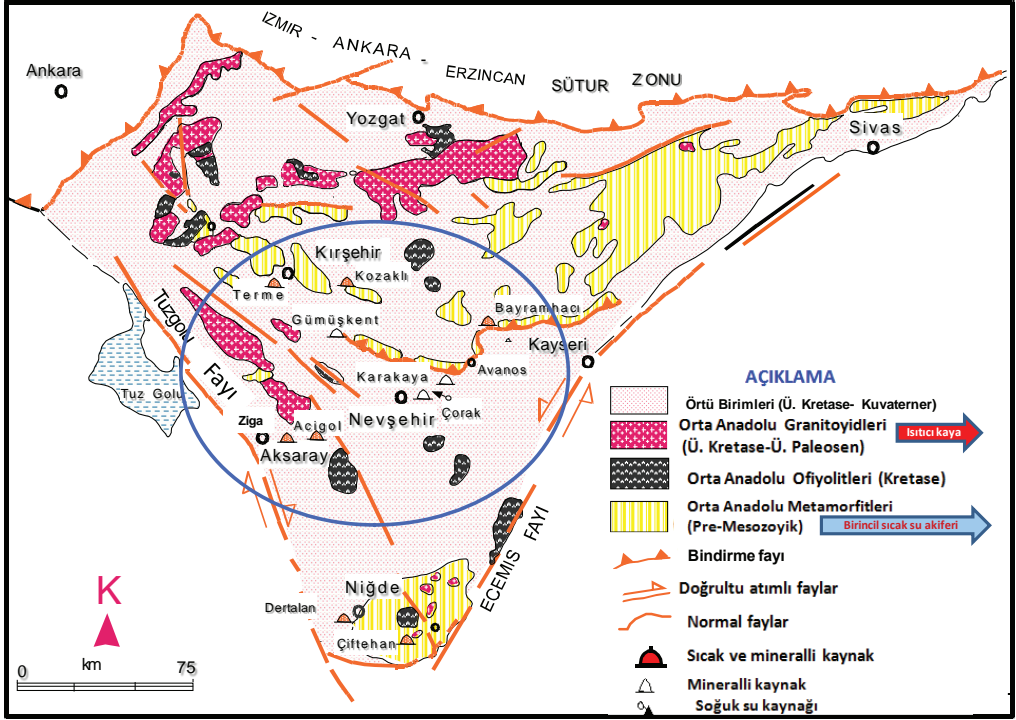 İZMIR - ANKARA - ERZINCAN SÜTUR ZONU
Ankara
Yozgat
Sivas
Kırşehir
Kozaklı
Terme
Gümüşkent
Bayramhacı
Kayseri
Tuzgolu Fayı
Tuz Golu
Karakaya
Avanos
Nevşehir
Çorak
Ziga
Acigol
Aksaray
ECEMIS FAYI
Niğde
Dertalan
Çiftehan
K
0 km 75
AÇIKLAMA
Örtü Birimleri (Ü. Kretase- Kuvaterner)
Orta Anadolu Granitoyidleri
(Ü. Kretase-Ü. Paleosen)
Isıtıcı kaya
Orta Anadolu Ofiyolitleri (Kretase)
Orta Anadolu Metamorfitleri
(Pre-Mesozoyik)
Birincil sıcak su akiferi
Bindirme fayı
Doğrultu atımlı faylar
Normal faylar
Sıcak ve mineralli kaynak
Mineralli kaynak
Soğuk su kaynağı